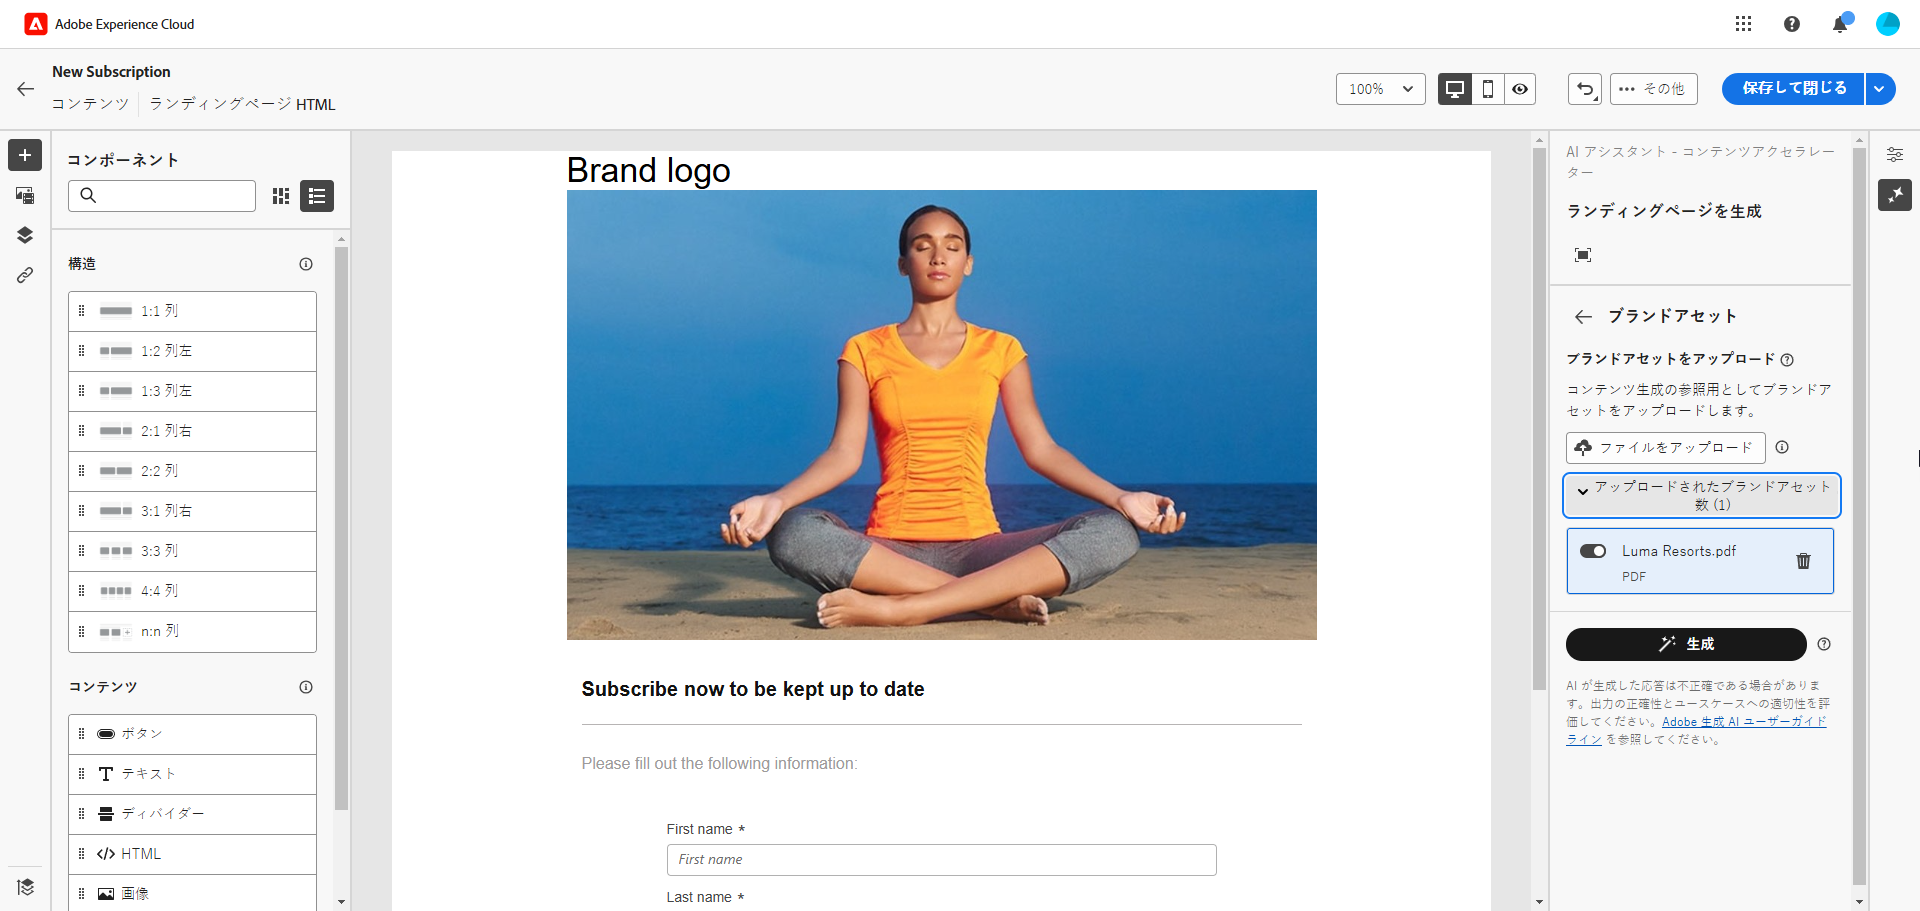 Adobe Experience Cloud
New Subscription
コンテンツ
ランディングページ HTML
100%
その他
保存して閉じる
コンポーネント
構造
1:1 列
1:2 列左
1:3 列左
2:1 列右
2:2 列
3:1 列右
3:3 列
4:4 列
n:n 列
コンテンツ
ボタン
テキスト
ディバイダー
HTML
画像
Brand logo
Subscribe now to be kept up to date
Please fill out the following information:
First name *
First name
Last name *
AI アシスタント - コンテンツアクセラレー
ター
ランディングページを生成
ブランドアセット
ブランドアセットをアップロード
コンテンツ生成の参照用としてブランドア
セットをアップロードします。
ファイルをアップロード
アップロードされたブランドアセット
数 (1)
Luma Resorts.pdf
PDF
生成
AI が生成した応答は不正確である場合がありま
す。出力の正確性とユースケースへの適切性を評
価してください。Adobe 生成 AI ユーザーガイド
ライン を参照してください。